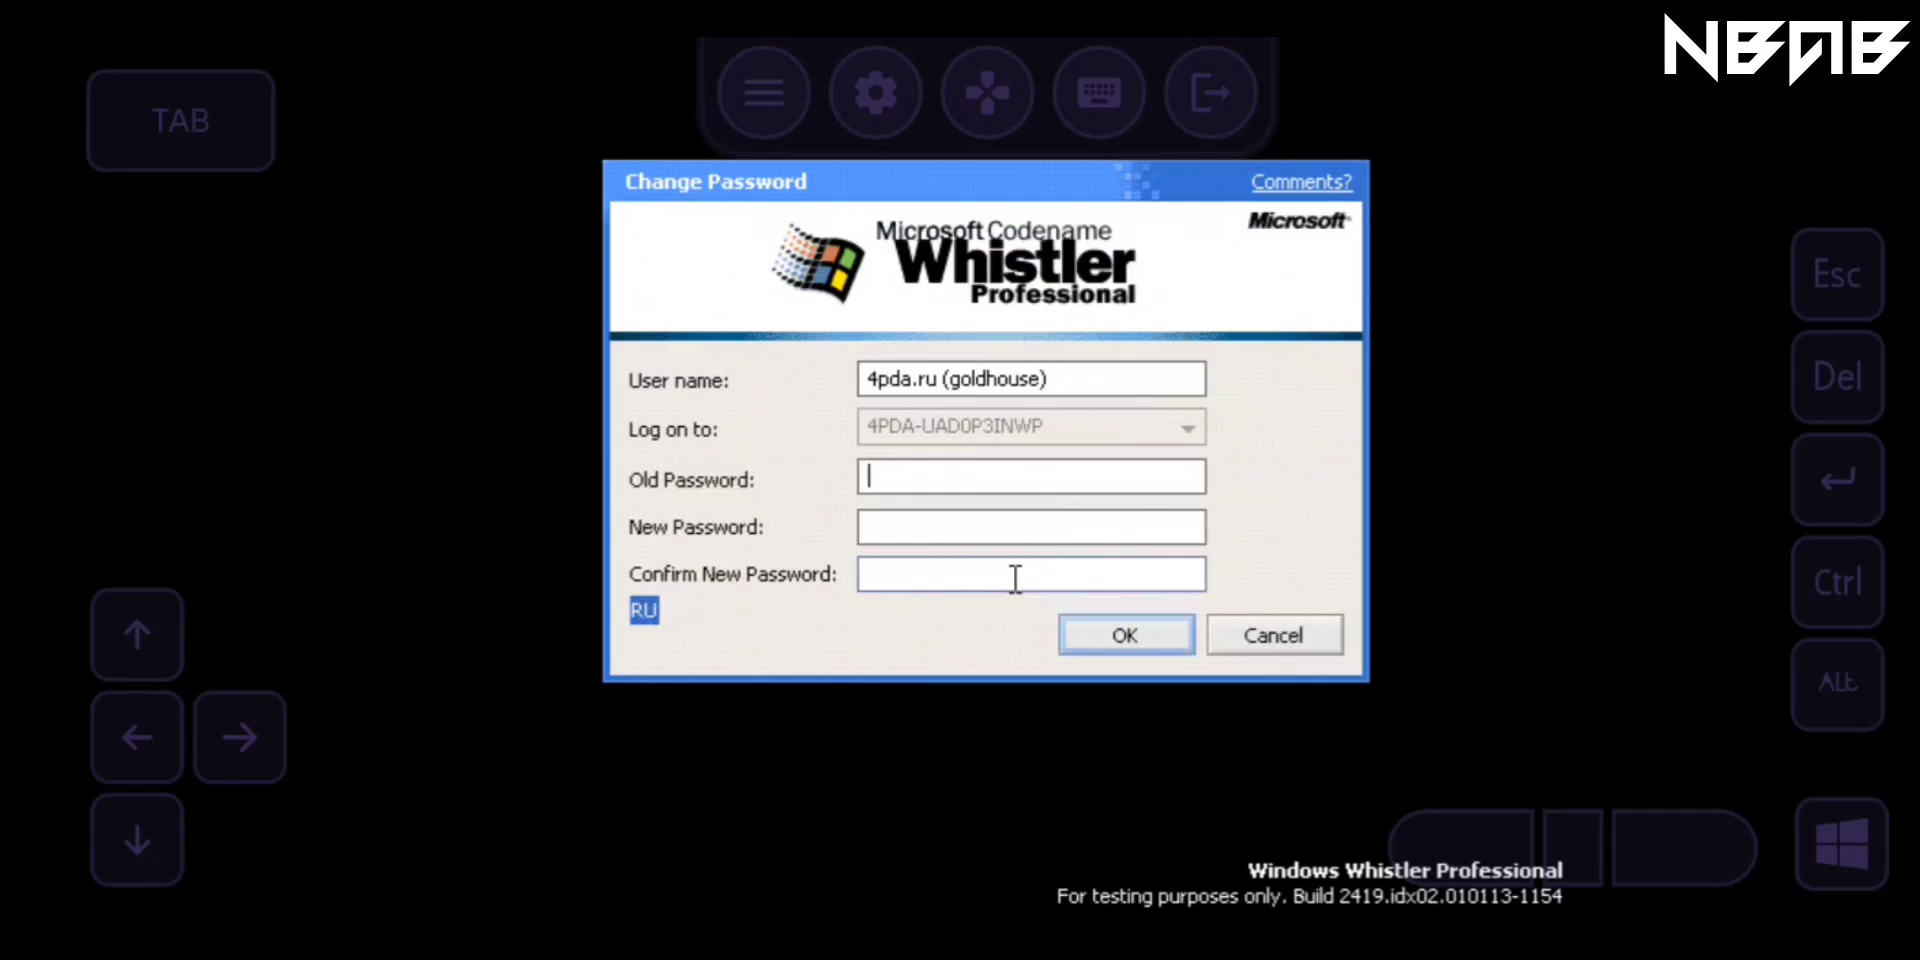 NBAB
TAB
Change Password
Comments?
Microsoft
Microsoft Codename
Whistler
Professional
User name:
4pda.ru (goldhouse)
Log on to:
4PDA-UAD0P3INWP
Old Password:
New Password:
Confirm New Password:
RU
OK
Cancel
Esc
Del
Ctrl
Alt
Windows Whistler Professional
For testing purposes only. Build 2419.idx02.010113-1154